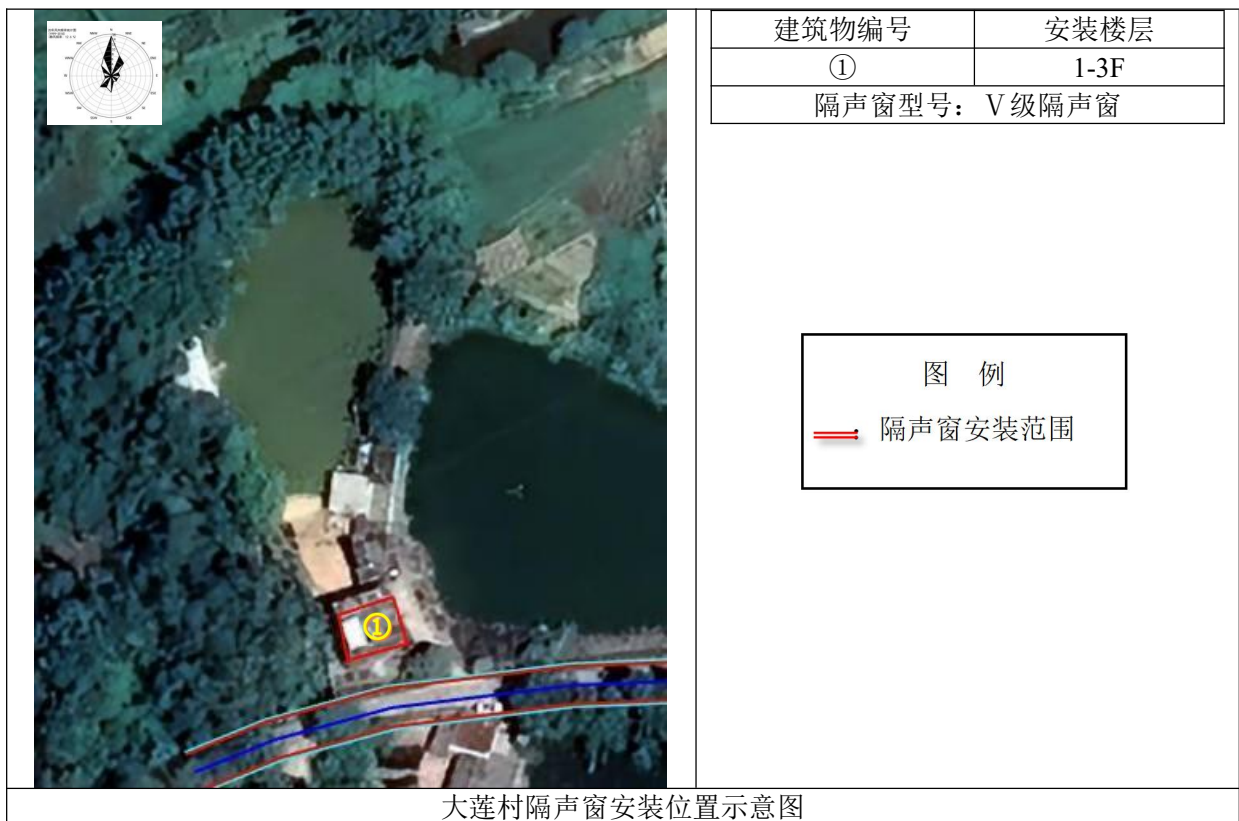 建筑物编号 安装楼层
① 1-3F
隔声窗型号：Ⅴ级隔声窗
图 例
隔声窗安装范围
①
大莲村隔声窗安装位置示意图